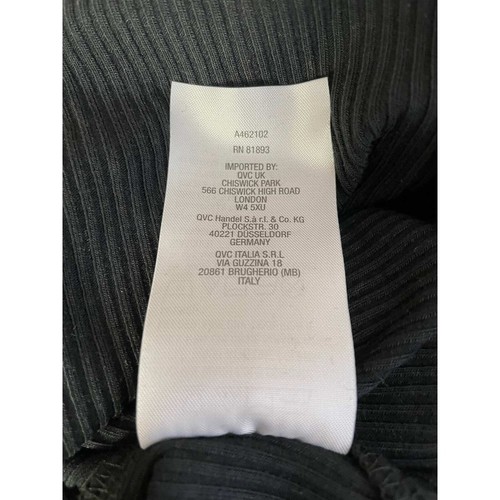 A462102
RN 81893
IMPORTED BY:
QVC UK
CHISWICK PARK
566 CHISWICK HIGH ROAD
LONDON
W4 5XU
QVC Handel S.à r.l. & Co. KG
PLOCKSTR. 30
40221 DÜSSELDORF
GERMANY
QVC ITALIA S.R.L
VIA GUZZINA 18
20861 BRUGHERIO (MB)
ITALY